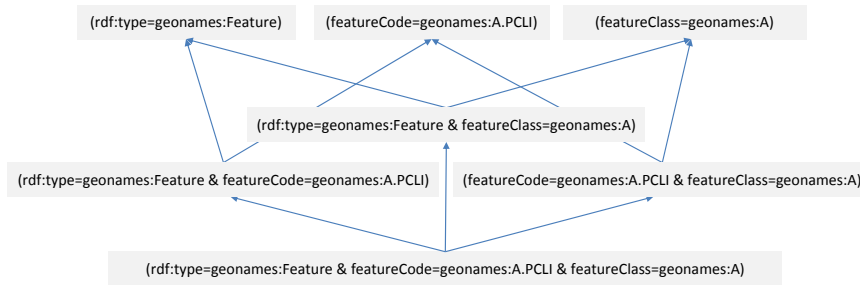 (rdf:type=geonames:Feature)
(featureCode=geonames:A.PCLI)
(featureClass=geonames:A)
(rdf:type=geonames:Feature & featureClass=geonames:A)
(rdf:type=geonames:Feature & featureCode=geonames:A.PCLI)
(featureCode=geonames:A.PCLI & featureClass=geonames:A)
(rdf:type=geonames:Feature & featureCode=geonames:A.PCLI & featureClass=geonames:A)